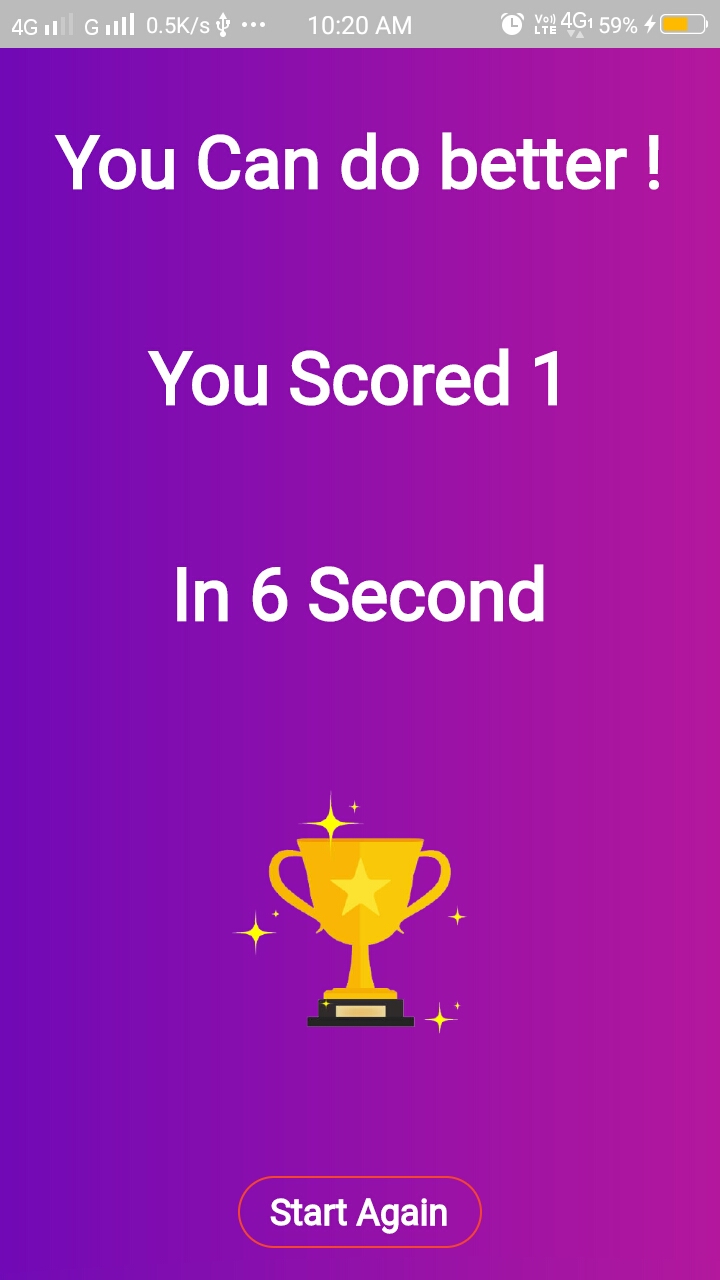 4G G 0.5K/s ... 10:20 AM Vo)) LTE 4G1 59%
You Can do better !
You Scored 1
In 6 Second
Start Again